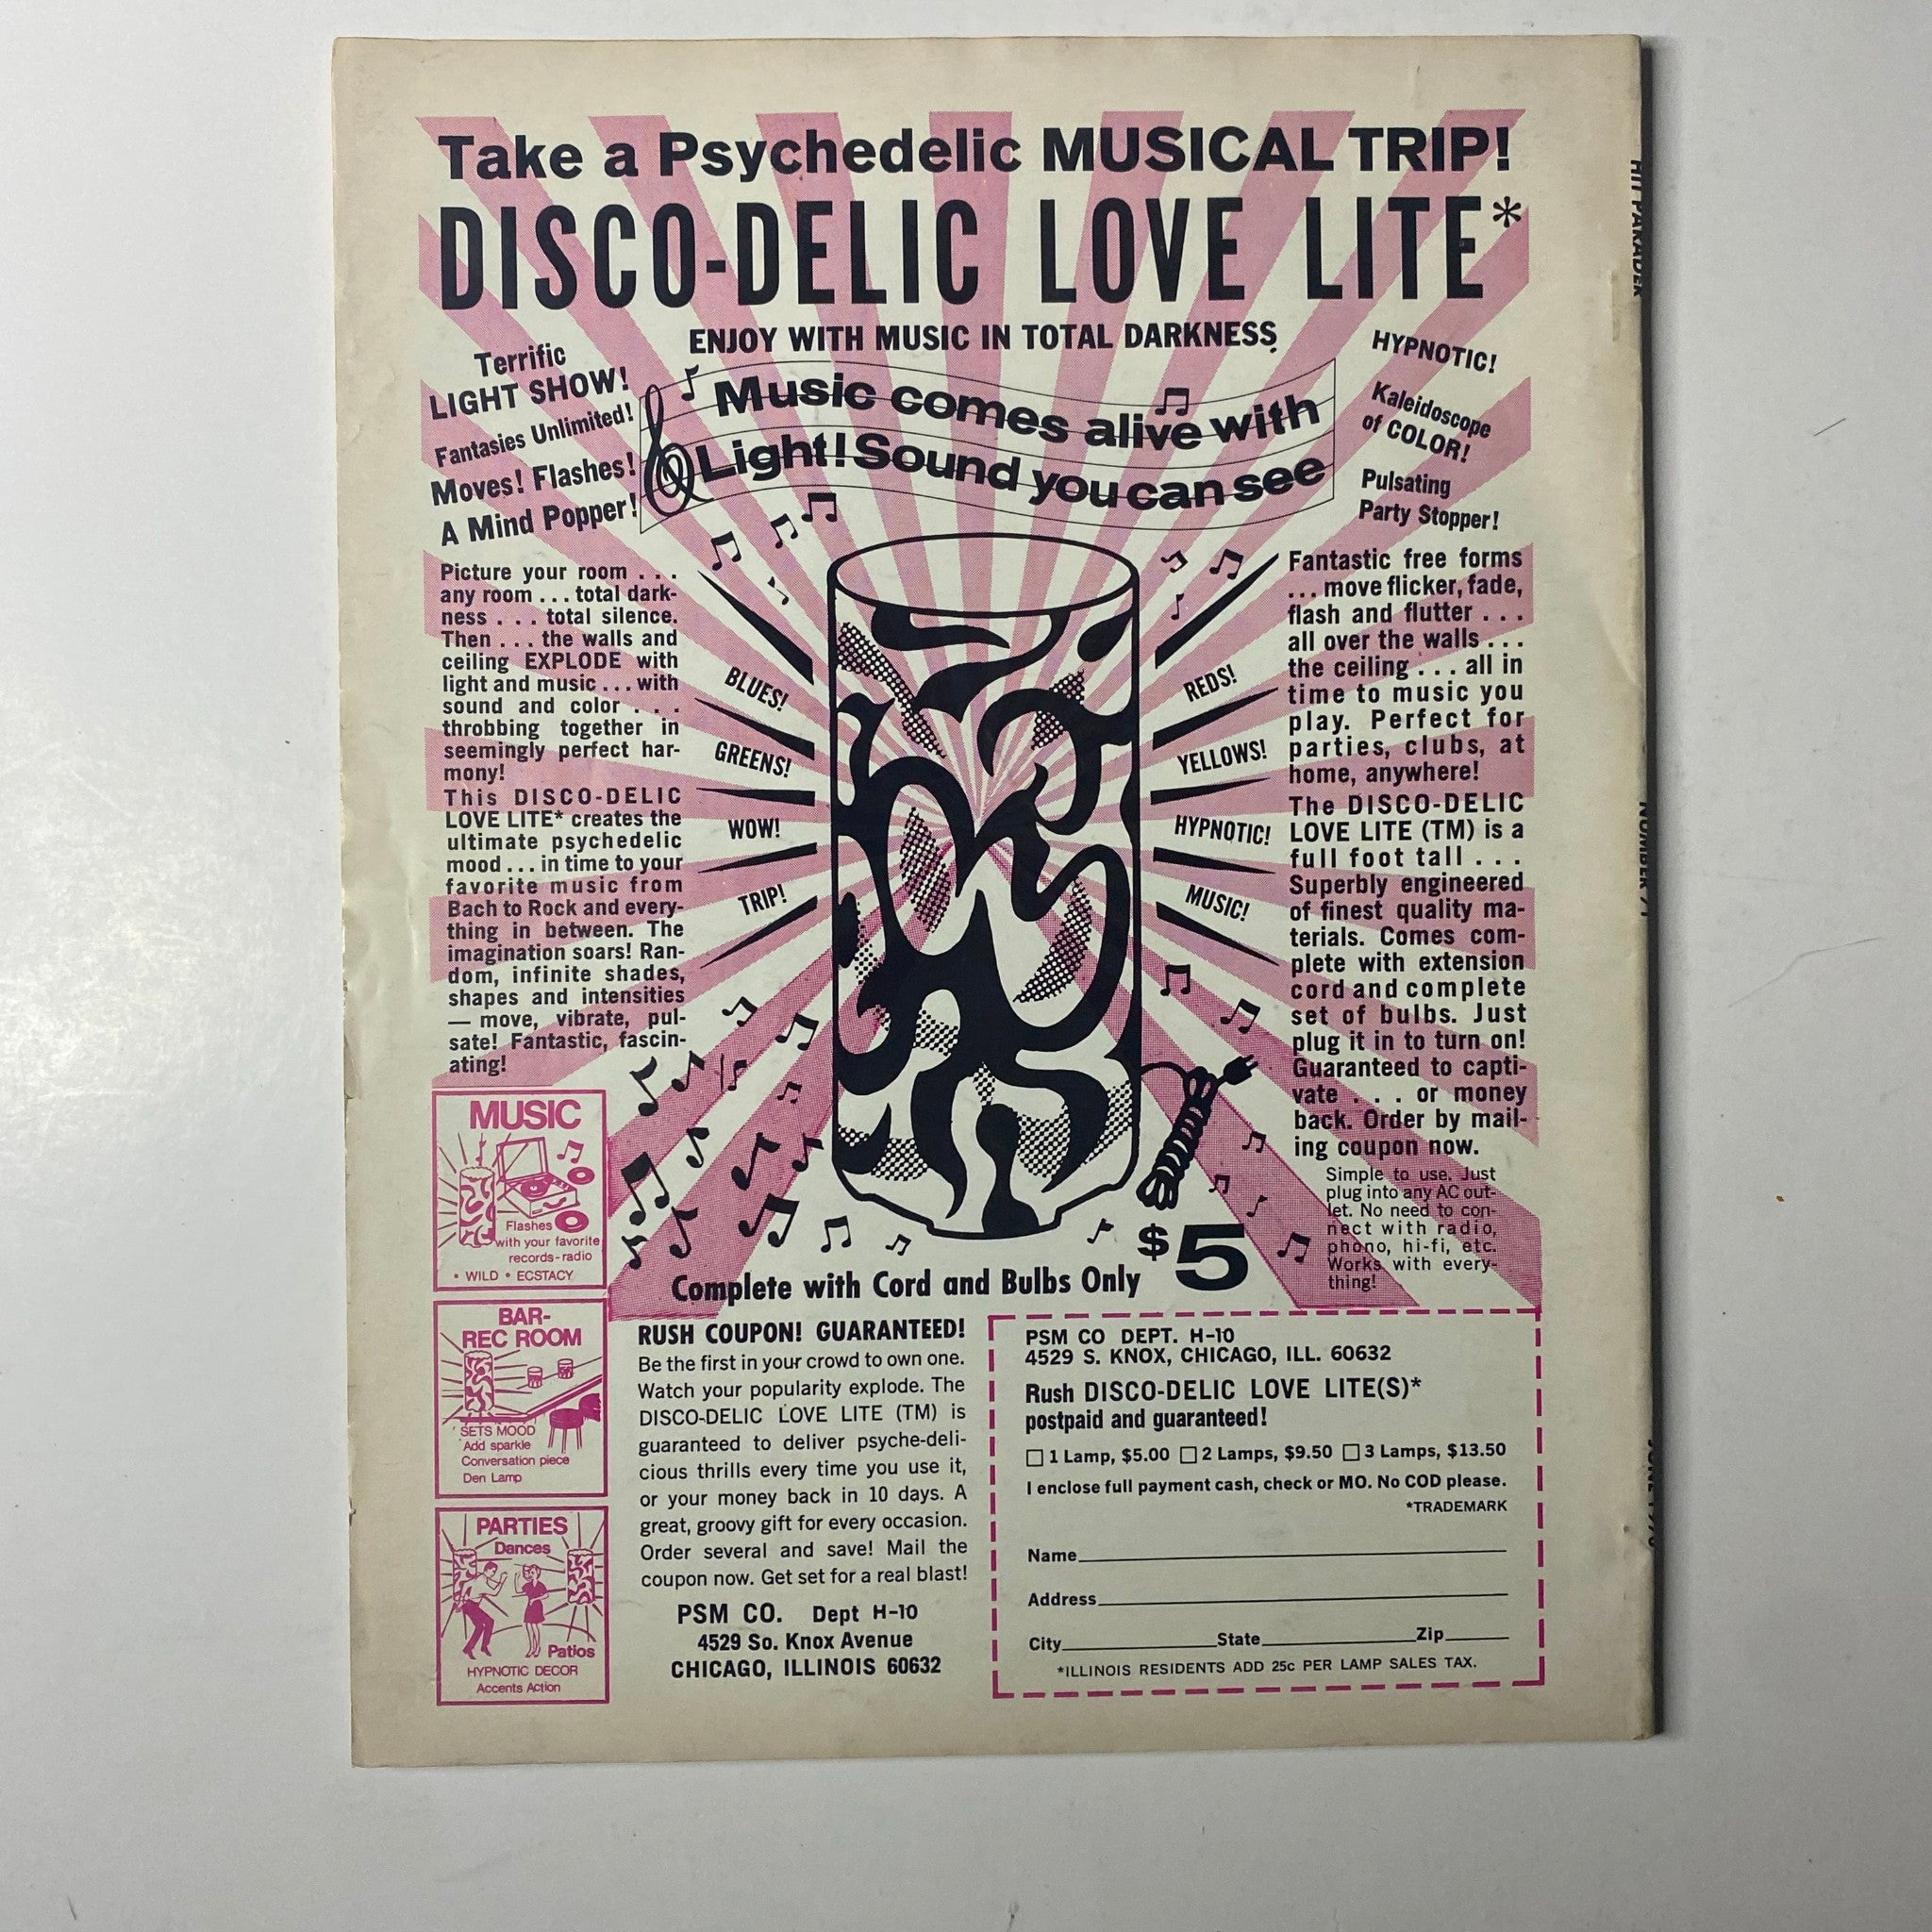 Take a Psychedelic MUSICAL TRIP!
DISCO-DELIC LOVE LITE*
ENJOY WITH MUSIC IN TOTAL DARKNESS
Terrific
LIGHT SHOW!
Fantasies Unlimited!
Moves! Flashes!
A Mind Popper!
Music comes alive with
Light! Sound you can see
HYPNOTIC!
Kaleidoscope
of COLOR!
Pulsating
Party Stopper!
Picture your room . . .
any room . . . total dark-
ness . . . total silence.
Then . . . the walls and
ceiling EXPLODE with
light and music . . . with
sound and color . . .
throbbing together in
seemingly perfect har-
mony!
This DISCO-DELIC
LOVE LITE* creates the
ultimate psychedelic
mood . . . in time to your
favorite music from
Bach to Rock and every-
thing in between. The
imagination soars! Ran-
dom, infinite shades,
shapes and intensities
— move, vibrate, pul-
sate! Fantastic, fascin-
ating!
BLUES!
GREENS!
WOW!
TRIP!
REDS!
YELLOWS!
HYPNOTIC!
MUSIC!
Fantastic free forms
. . . move flicker, fade,
flash and flutter . . .
all over the walls . . .
the ceiling . . . all in
time to music you
play. Perfect for
parties, clubs, at
home, anywhere!
The DISCO-DELIC
LOVE LITE (TM) is a
full foot tall . . .
Superbly engineered
of finest quality ma-
terials. Comes com-
plete with extension
cord and complete
set of bulbs. Just
plug it in to turn on!
Guaranteed to capti-
vate . . . or money
back. Order by mail-
ing coupon now.
Simple to use. Just
plug into any AC out-
let. No need to con-
nect with radio,
phono, hi-fi, etc.
Works with every-
thing!
MUSIC
Flashes
with your favorite
records-radio
• WILD • ECSTACY
BAR-
REC ROOM
SETS MOOD
Add sparkle
Conversation piece
Den Lamp
PARTIES
Dances
Patios
HYPNOTIC DECOR
Accents Action
Complete with Cord and Bulbs Only $5
RUSH COUPON! GUARANTEED!
Be the first in your crowd to own one.
Watch your popularity explode. The
DISCO-DELIC LOVE LITE (TM) is
guaranteed to deliver psyche-deli-
cious thrills every time you use it,
or your money back in 10 days. A
great, groovy gift for every occasion.
Order several and save! Mail the
coupon now. Get set for a real blast!
PSM CO. Dept H-10
4529 So. Knox Avenue
CHICAGO, ILLINOIS 60632
PSM CO DEPT. H-10
4529 S. KNOX, CHICAGO, ILL. 60632
Rush DISCO-DELIC LOVE LITE(S)*
postpaid and guaranteed!
☐ 1 Lamp, $5.00 ☐ 2 Lamps, $9.50 ☐ 3 Lamps, $13.50
I enclose full payment cash, check or MO. No COD please.
*TRADEMARK
Name
Address
City State Zip
*ILLINOIS RESIDENTS ADD 25c PER LAMP SALES TAX.
HIT PARADER